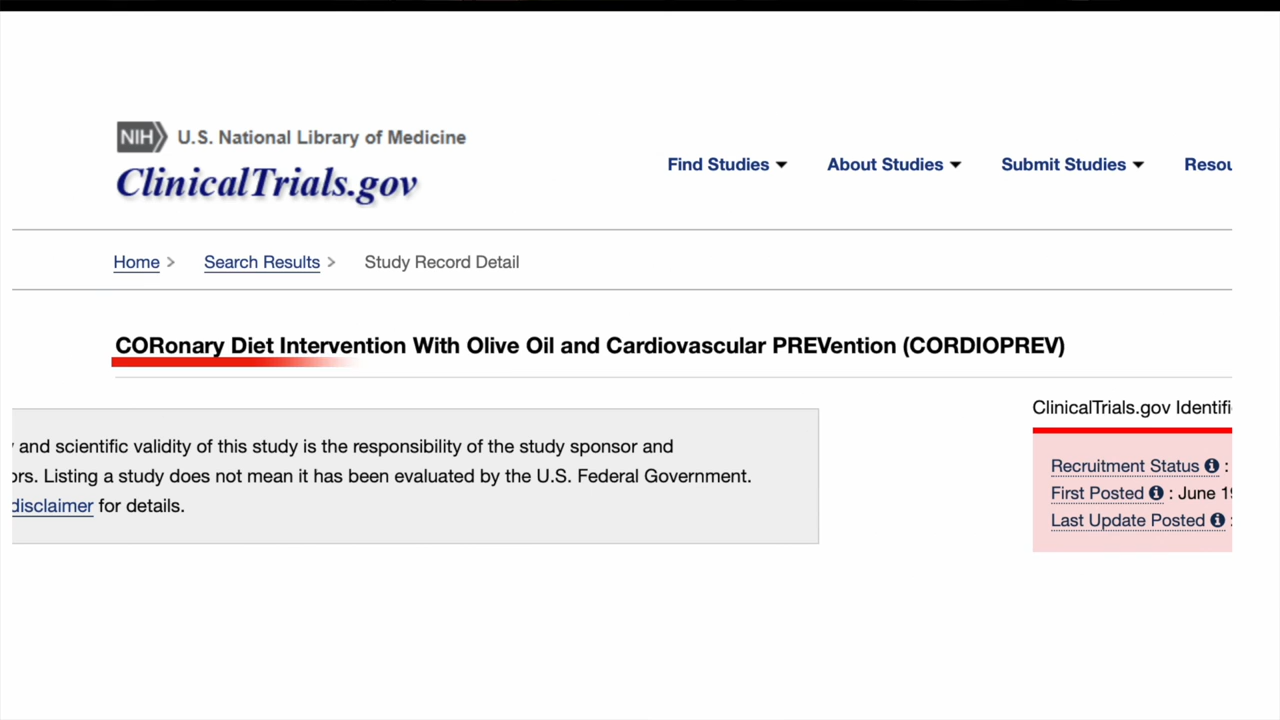 NIH U.S. National Library of Medicine
ClinicalTrials.gov
Find Studies About Studies Submit Studies
Home > Search Results > Study Record Detail
CORonary Diet Intervention With Olive Oil and Cardiovascular PREVention (CORDIOPREV)
ClinicalTrials.gov
and scientific validity of this study is the responsibility of the study sponsor and
Listing a study does not mean it has been evaluated by the U.S. Federal Government.
disclaimer for details.
Recruitment Status :
First Posted : June
Last Update Posted :